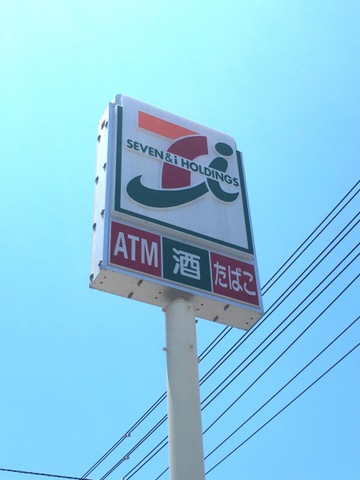 SEVEN & i HOLDINGS
ATM 酒 たばこ